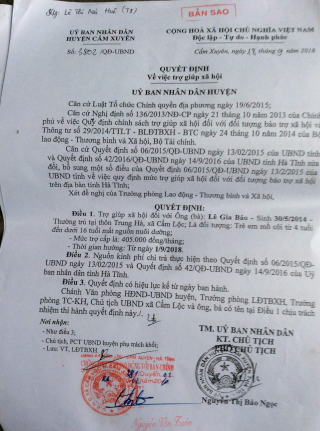 Kg: Lê Thị Mai Huế (TA)
BẢN SAO
ỦY BAN NHÂN DÂN
HUYỆN CẨM XUYÊN
CỘNG HOÀ XÃ HỘI CHỦ NGHĨA VIỆT NAM
Độc lập - Tự do - Hạnh phúc
Số: 3802 /QĐ-UBND
Cẩm Xuyên, ngày 18 tháng 9 năm 2018
QUYẾT ĐỊNH
Về việc trợ giúp xã hội
UỶ BAN NHÂN DÂN HUYỆN
Căn cứ Luật Tổ chức Chính quyền địa phương ngày 19/6/2015;
Căn cứ Nghị định số 136/2013/NĐ-CP ngày 21 tháng 10 năm 2013 của Chính
phủ về việc Quỹ định chính sách trợ giúp xã hội đối với đối tượng bảo trợ xã hội và
Thông tư số 29/2014/TTLT - BLĐTBXH - BTC ngày 24 tháng 10 năm 2014 của Bộ
lao động - Thương binh và Xã hội, Bộ Tài chính.
Căn cứ Quyết định số 06/2015/QĐ-UBND ngày 13/02/2015 của UBND tỉnh
và Quyết định số 42/2016/QĐ-UBND ngày 14/9/2016 của UBND tỉnh Hà Tĩnh sửa
đổi, bổ sung một số điều của Quyết định 06/2015/QĐ-UBND ngày 13/02/2015 của
UBND tỉnh về việc quy định mức trợ giúp xã hội đối với đối tượng bảo trợ xã hội
trên địa bàn tỉnh Hà Tĩnh;
Xét đề nghị của Trưởng phòng Lao động - Thương binh và Xã hội,
QUYẾT ĐỊNH:
Điều 1. Trợ giúp xã hội đối với Ông (bà): Lê Gia Bảo - Sinh 30/5/2014 -
Thường trú tại thôn Trung Hà, xã Cẩm Lộc; Là đối tượng: Trẻ em mồ côi từ 4 tuổi
đến dưới 16 tuổi mất nguồn nuôi dưỡng;
- Mức trợ cấp là: 405.000 đồng/tháng;
- Thời gian hưởng: Từ ngày 1/9/2018.
Điều 2. Nguồn kinh phí chi trả thực hiện theo Quyết định số 06/2015/QĐ-
UBND ngày 13/02/2015 và Quyết định số 42/QĐ-UBND ngày 14/9/2016 của Uỷ
ban nhân dân tỉnh Hà Tĩnh.
Điều 3. Quyết định có hiệu lực kể từ ngày ban hành.
Chánh Văn phòng HĐND-UBND huyện, Trưởng phòng LĐTBXH, Trưởng
phòng TC-KH, Chủ tịch UBND xã Cẩm Lộc và ông, bà có tên tại Điều 1 chịu trách
nhiệm thi hành quyết định này./.
Nơi nhận:
- Như điều 3;
- Chủ tịch, PCT UBND huyện phụ trách khối;
- Lưu: VT, LĐTBXH.
TM. UỶ BAN NHÂN DÂN
KT. CHỦ TỊCH
PHÓ CHỦ TỊCH
Nguyễn Thị Bảo Ngọc
Nguyễn Văn Toàn